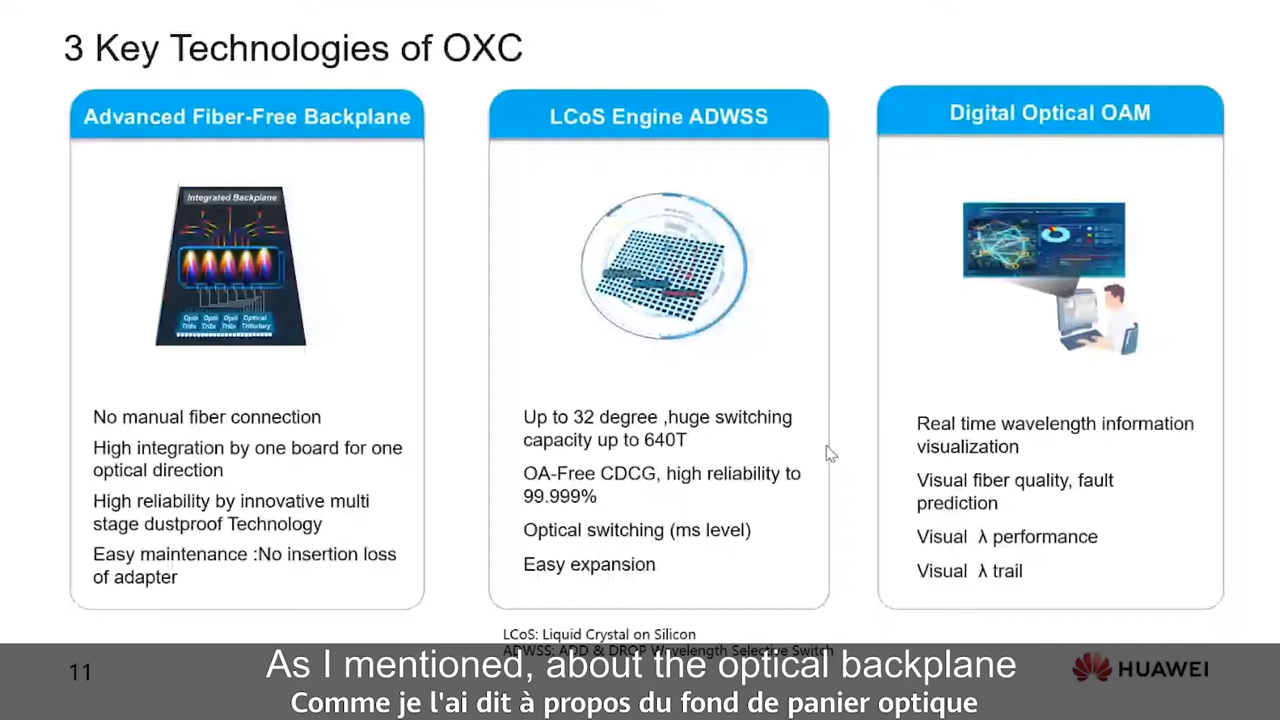 3 Key Technologies of OXC
Advanced Fiber-Free Backplane
Integrated Backplane
Optical
Tributary
No manual fiber connection
High integration by one board for one
optical direction
High reliability by innovative multi
stage dustproof Technology
Easy maintenance :No insertion loss
of adapter
LCoS Engine ADWSS
Up to 32 degree ,huge switching
capacity up to 640T
OA-Free CDCG, high reliability to
99.999%
Optical switching (ms level)
Easy expansion
Digital Optical OAM
Real time wavelength information
visualization
Visual fiber quality, fault
prediction
Visual λ performance
Visual λ trail
LCoS: Liquid Crystal on Silicon
ADWSS: ADD & DROP Wavelength Selective Switch
11
As I mentioned, about the optical backplane
Comme je l'ai dit à propos du fond de panier optique
HUAWEI